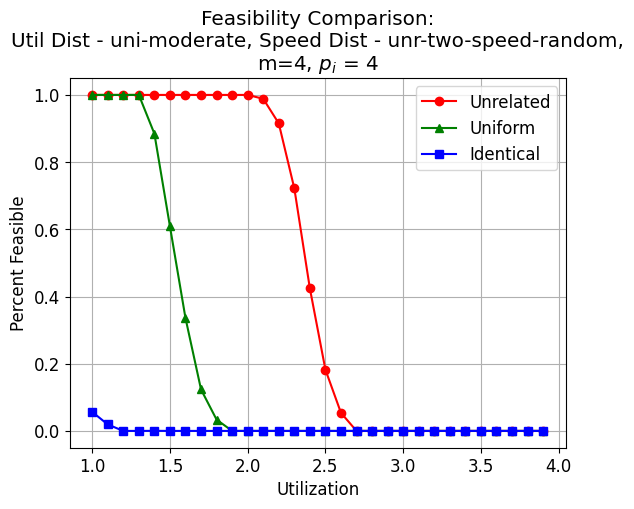 Feasibility Comparison:
Util Dist - uni-moderate, Speed Dist - unr-two-speed-random,
m=4, $p_i$ = 4
Unrelated
Uniform
Identical
Percent Feasible
1.0
0.8
0.6
0.4
0.2
0.0
1.0 1.5 2.0 2.5 3.0 3.5 4.0
Utilization